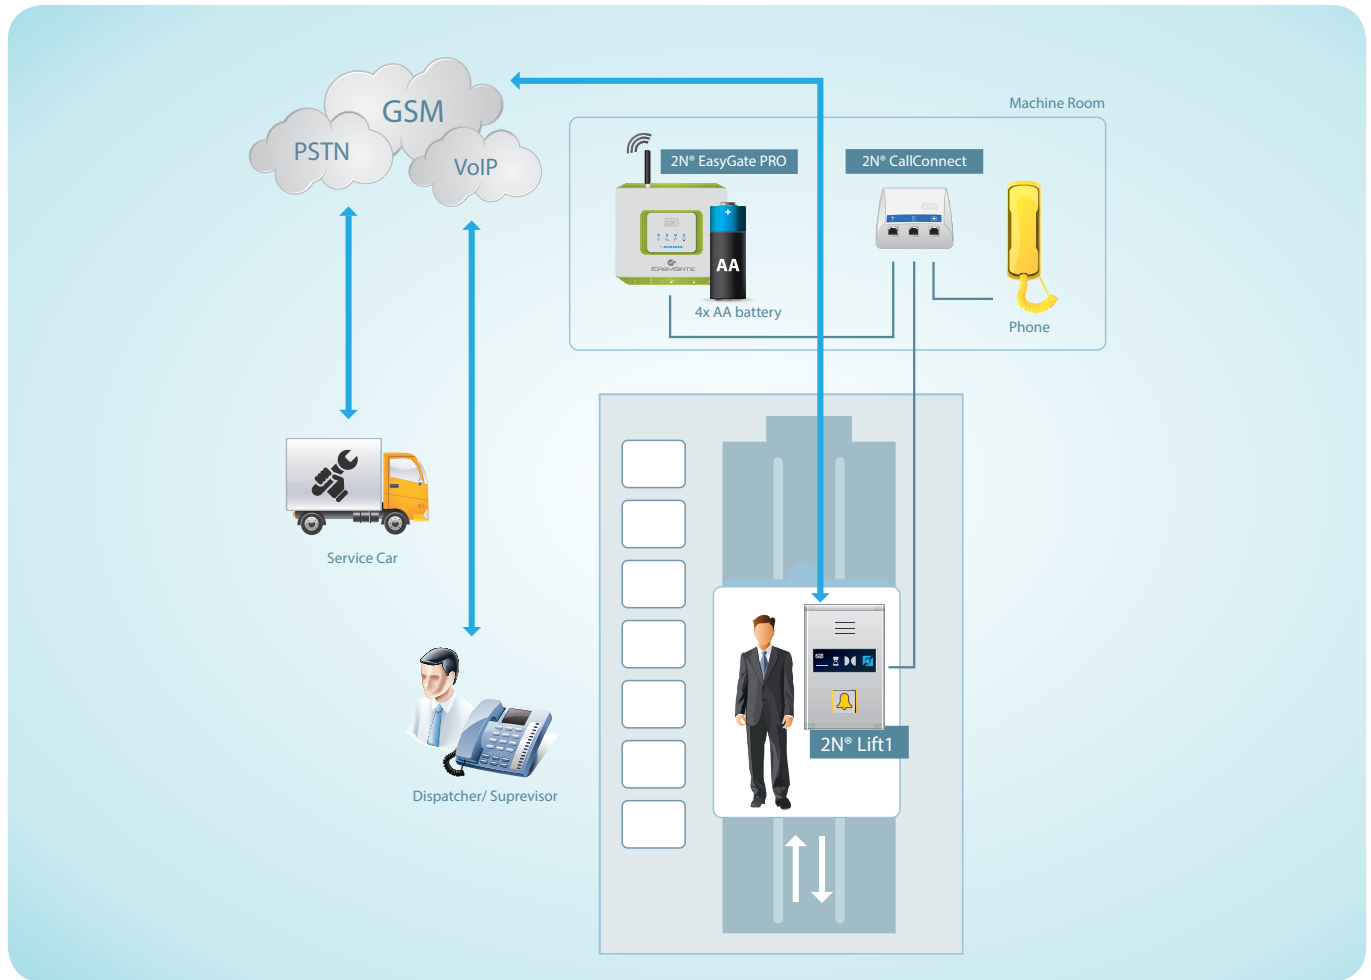 GSM
PSTN
VoIP
Machine Room
2N® EasyGate PRO
2N® CallConnect
EASYGATE
AA
4x AA battery
Phone
Service Car
2N® Lift1
Dispatcher/ Suprevisor